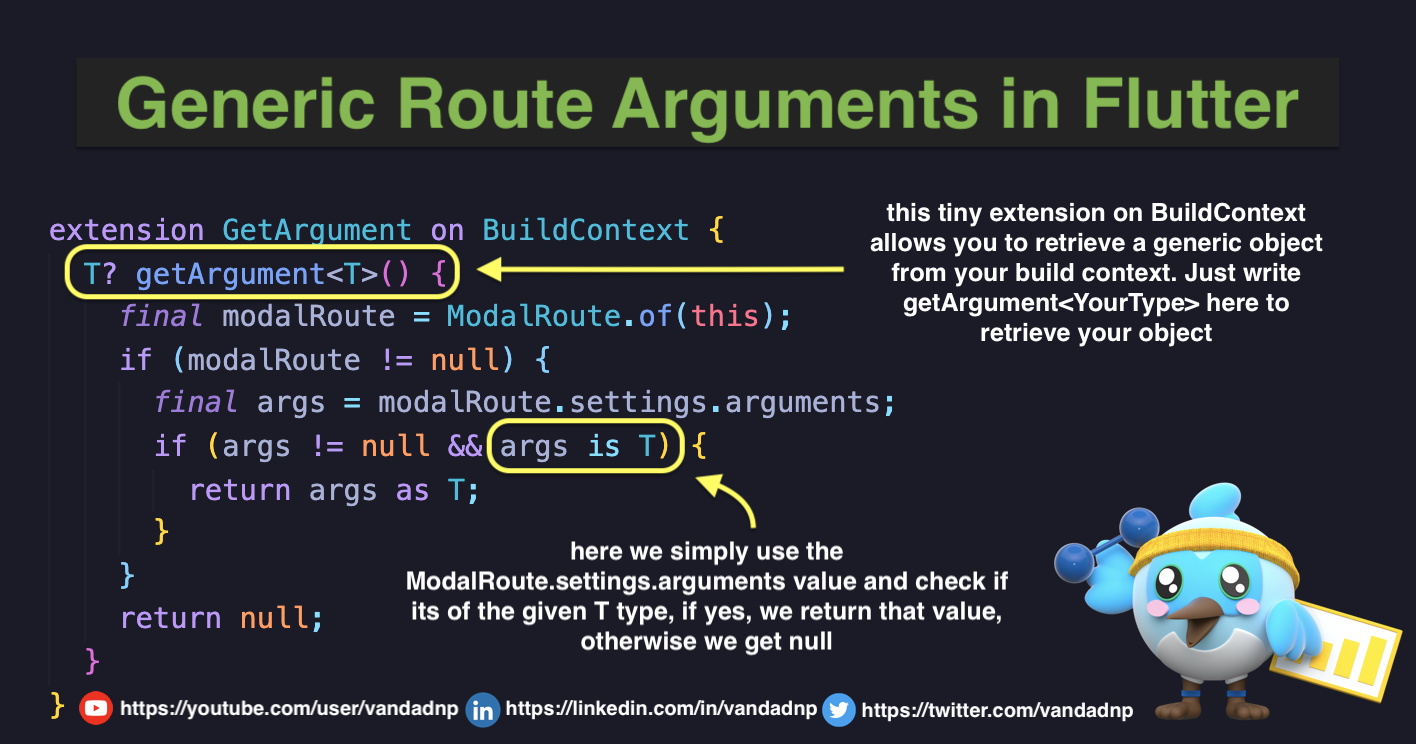 Generic Route Arguments in Flutter
extension GetArgument on BuildContext {
T? getArgument<T>() {
final modalRoute = ModalRoute.of(this);
if (modalRoute != null) {
final args = modalRoute.settings.arguments;
if (args != null && args is T) {
return args as T;
}
}
return null;
}
}
this tiny extension on BuildContext
allows you to retrieve a generic object
from your build context. Just write
getArgument<YourType> here to
retrieve your object
here we simply use the
ModalRoute.settings.arguments value and check if
its of the given T type, if yes, we return that value,
otherwise we get null
https://youtube.com/user/vandadnp
in
https://linkedin.com/in/vandadnp
https://twitter.com/vandadnp